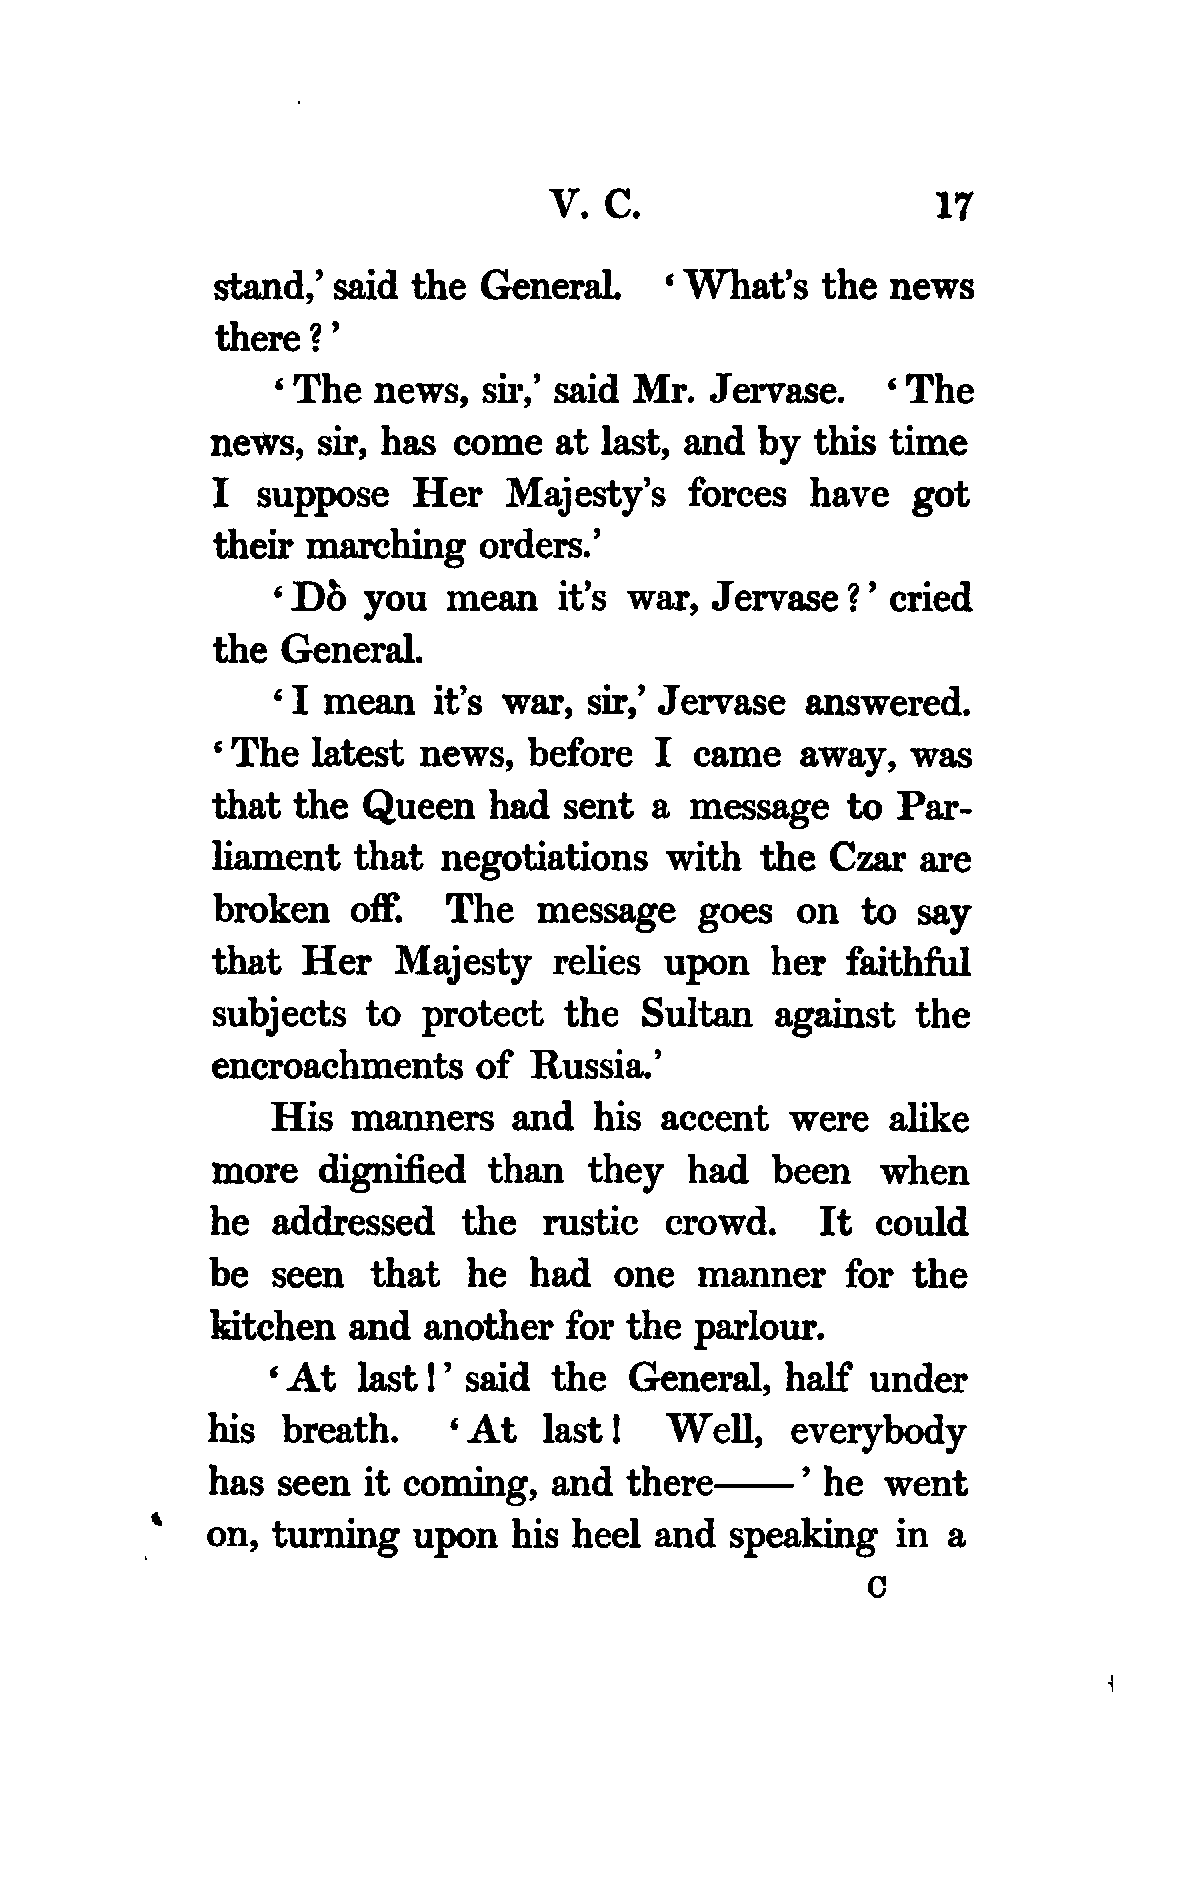 V. C. 17
stand,' said the General. 'What's the news
there?'
'The news, sir,' said Mr. Jervase. 'The
news, sir, has come at last, and by this time
I suppose Her Majesty's forces have got
their marching orders.'
'Do you mean it's war, Jervase?' cried
the General.
'I mean it's war, sir,' Jervase answered.
'The latest news, before I came away, was
that the Queen had sent a message to Par-
liament that negotiations with the Czar are
broken off. The message goes on to say
that Her Majesty relies upon her faithful
subjects to protect the Sultan against the
encroachments of Russia.'
His manners and his accent were alike
more dignified than they had been when
he addressed the rustic crowd. It could
be seen that he had one manner for the
kitchen and another for the parlour.
'At last!' said the General, half under
his breath. 'At last! Well, everybody
has seen it coming, and there——' he went
on, turning upon his heel and speaking in a
C